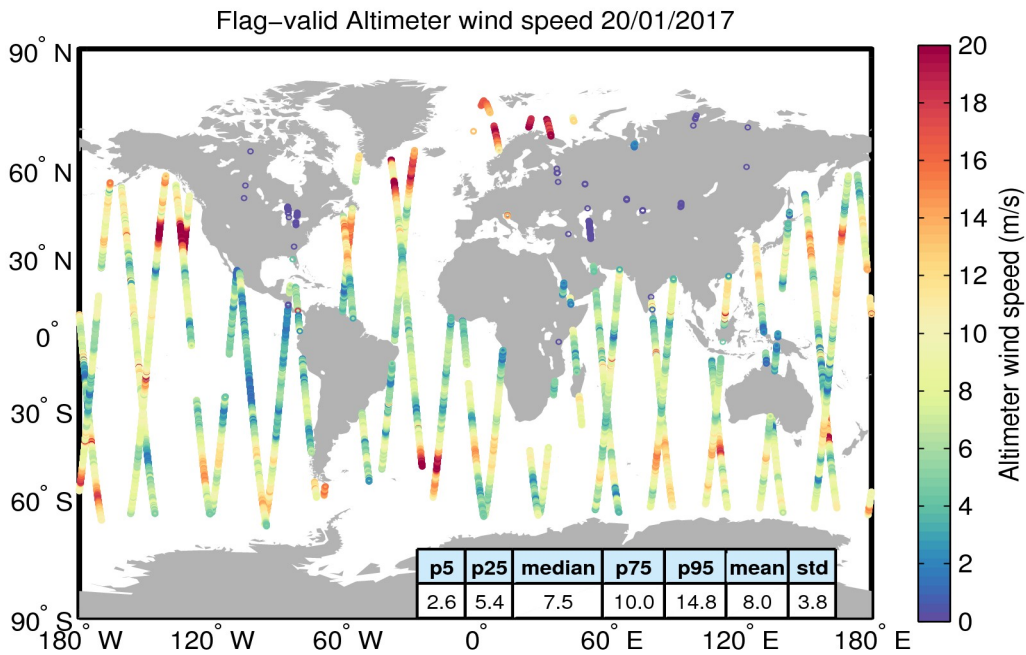 Flag−valid Altimeter wind speed 20/01/2017
90° N
60° N
30° N
0°
30° S
60° S
90° S
180° W
120° W
60° W
0°
60° E
120° E
180° E
p5 p25 median p75 p95 mean std
2.6 5.4 7.5 10.0 14.8 8.0 3.8
20
18
16
14
12
10
8
6
4
2
0
Altimeter wind speed (m/s)